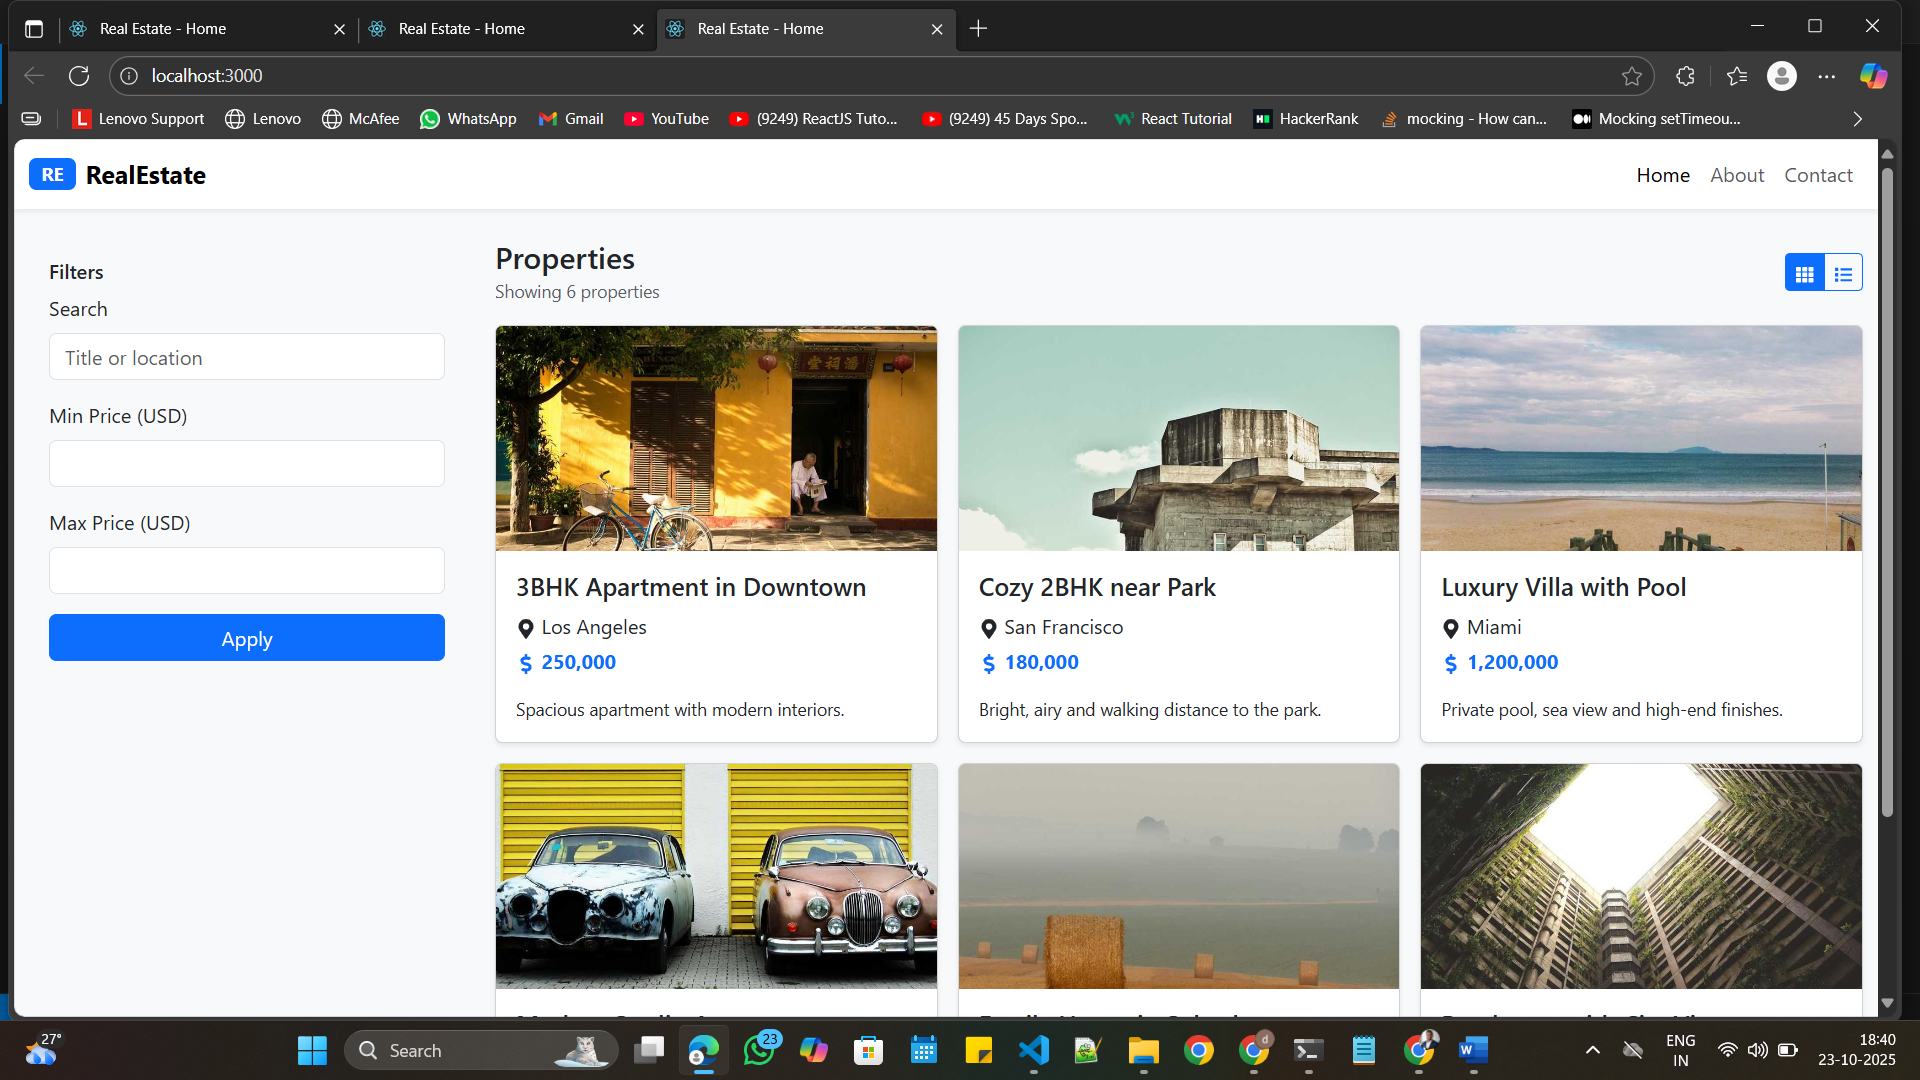 Real Estate - Home
Real Estate - Home
Real Estate - Home
localhost:3000
L Lenovo Support
Lenovo
McAfee
WhatsApp
Gmail
YouTube
(9249) ReactJS Tuto...
(9249) 45 Days Spo...
React Tutorial
HackerRank
mocking - How can...
Mocking setTimeou...
RE RealEstate
Home About Contact
Filters
Search
Title or location
Min Price (USD)
Max Price (USD)
Apply
Properties
Showing 6 properties
3BHK Apartment in Downtown
Los Angeles
$ 250,000
Spacious apartment with modern interiors.
Cozy 2BHK near Park
San Francisco
$ 180,000
Bright, airy and walking distance to the park.
Luxury Villa with Pool
Miami
$ 1,200,000
Private pool, sea view and high-end finishes.
27°
Search
23
d
W
ENG
IN
18:40
23-10-2025